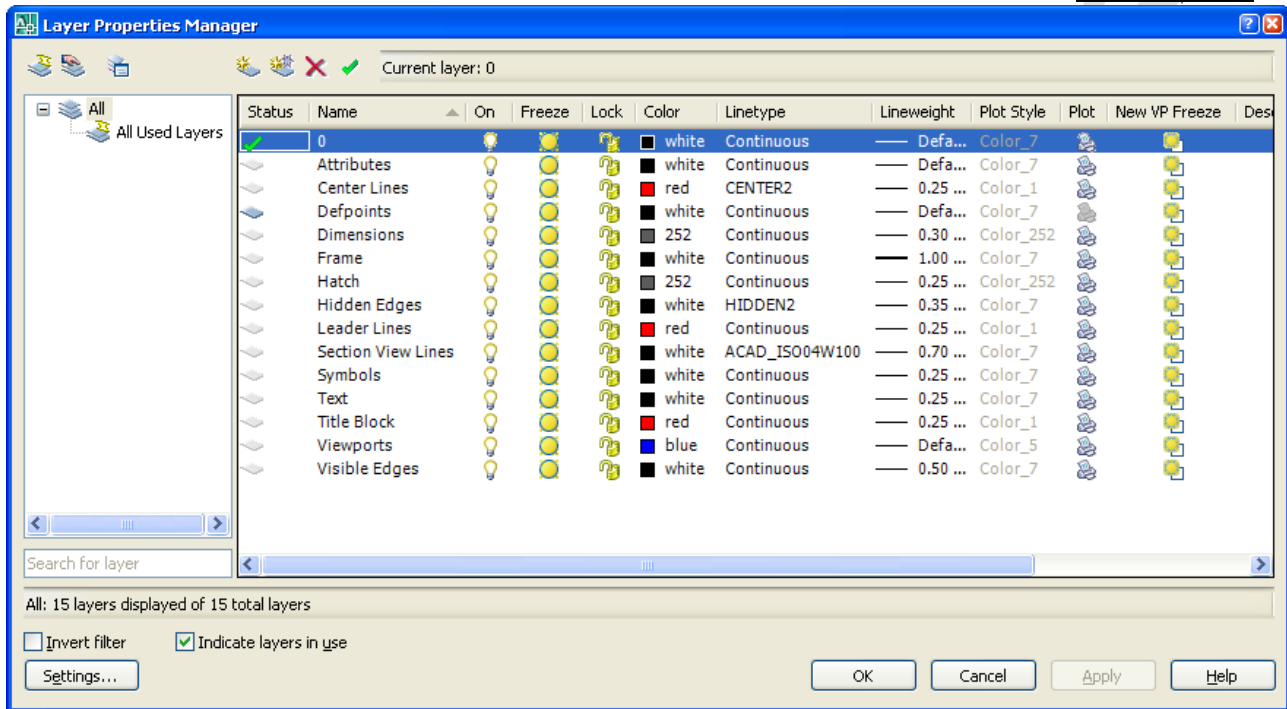 Layer Properties Manager
Current layer: 0
All
All Used Layers
Status Name On Freeze Lock Color Linetype Lineweight Plot Style Plot New VP Freeze Des
0 white Continuous Defa... Color_7
Attributes white Continuous Defa... Color_7
Center Lines red CENTER2 0.25 ... Color_1
Defpoints white Continuous Defa... Color_7
Dimensions 252 Continuous 0.30 ... Color_252
Frame white Continuous 1.00 ... Color_7
Hatch 252 Continuous 0.25 ... Color_252
Hidden Edges white HIDDEN2 0.35 ... Color_7
Leader Lines red Continuous 0.25 ... Color_1
Section View Lines white ACAD_ISO04W100 0.70 ... Color_7
Symbols white Continuous 0.25 ... Color_7
Text white Continuous 0.25 ... Color_7
Title Block red Continuous 0.25 ... Color_1
Viewports blue Continuous Defa... Color_5
Visible Edges white Continuous 0.50 ... Color_7
Search for layer
All: 15 layers displayed of 15 total layers
Invert filter Indicate layers in use
Settings... OK Cancel Apply Help